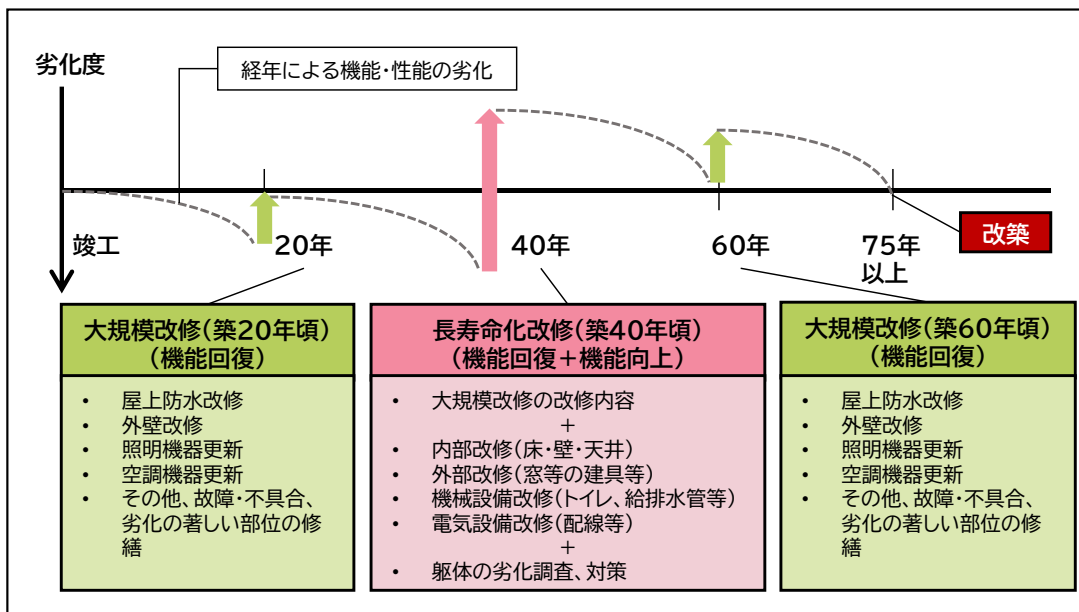 劣化度
経年による機能・性能の劣化
竣工
20年
40年
60年
75年
以上
改築
大規模改修(築20年頃)
(機能回復)
• 屋上防水改修
• 外壁改修
• 照明機器更新
• 空調機器更新
• その他、故障・不具合、
劣化の著しい部位の修
繕
長寿命化改修(築40年頃)
(機能回復+機能向上)
• 大規模改修の改修内容
+
• 内部改修(床・壁・天井)
• 外部改修(窓等の建具等)
• 機械設備改修(トイレ、給排水管等)
• 電気設備改修(配線等)
+
• 躯体の劣化調査、対策
大規模改修(築60年頃)
(機能回復)
• 屋上防水改修
• 外壁改修
• 照明機器更新
• 空調機器更新
• その他、故障・不具合、
劣化の著しい部位の修
繕